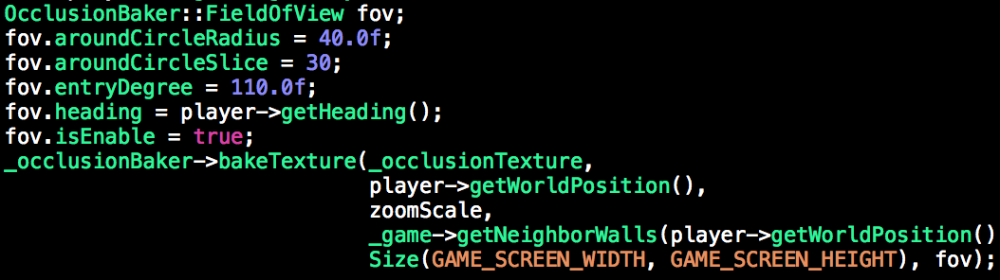 OcclusionBaker::FieldOfView fov;
fov.aroundCircleRadius = 40.0f;
fov.aroundCircleSlice = 30;
fov.entryDegree = 110.0f;
fov.heading = player->getHeading();
fov.isEnable = true;
_occlusionBaker->bakeTexture(_occlusionTexture,
player->getWorldPosition(),
zoomScale,
_game->getNeighborWalls(player->getWorldPosition()
Size(GAME_SCREEN_WIDTH, GAME_SCREEN_HEIGHT), fov);